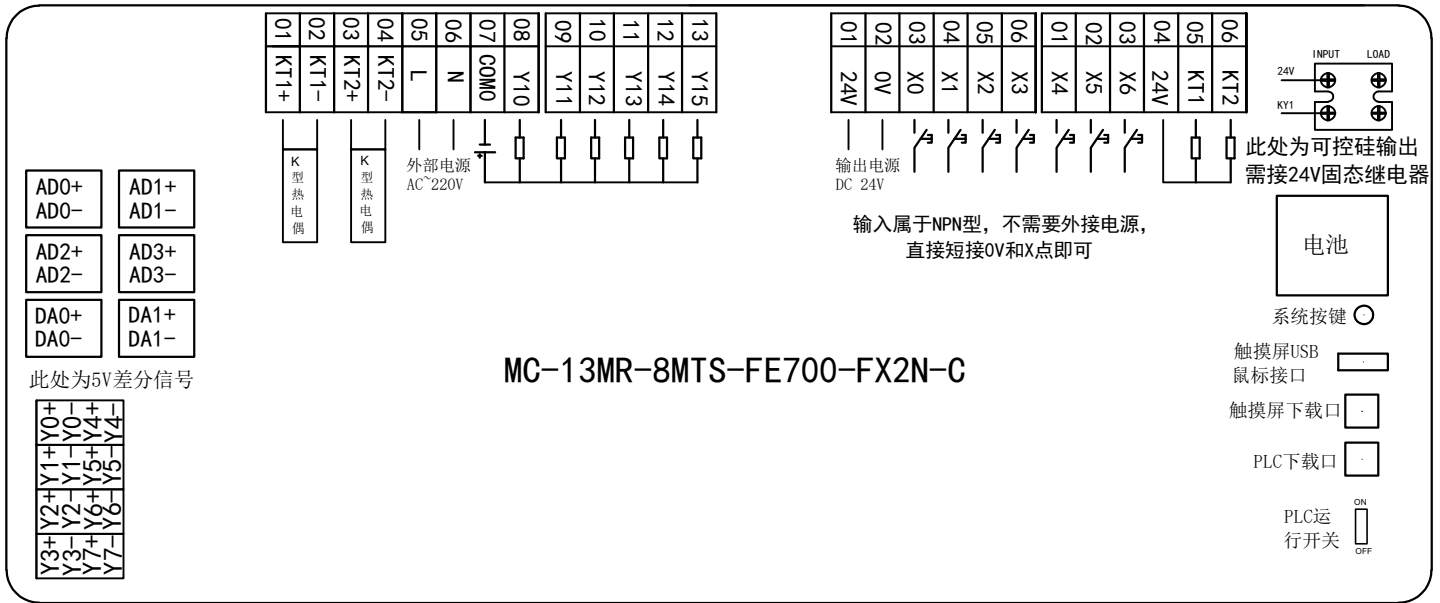 01 02 03 04 05 06 07 08 09 10 11 12 13
KT1+ KT1- KT2+ KT2- L N COM0 Y10 Y11 Y12 Y13 Y14 Y15
K型热电偶
K型热电偶
外部电源
AC~220V
01 02 03 04 05 06 01 02 03 04 05 06
24V 0V X0 X1 X2 X3 X4 X5 X6 24V KT1 KT2
输出电源
DC 24V
输入属于NPN型，不需要外接电源，
直接短接0V和X点即可
INPUT LOAD
24V
KY1
此处为可控硅输出
需接24V固态继电器
AD0+ AD1+
AD0- AD1-
AD2+ AD3+
AD2- AD3-
DA0+ DA1+
DA0- DA1-
此处为5V差分信号
Y0+ Y0- Y4+ Y4-
Y1+ Y1- Y5+ Y5-
Y2+ Y2- Y6+ Y6-
Y3+ Y3- Y7+ Y7-
MC-13MR-8MTS-FE700-FX2N-C
电池
系统按键
触摸屏USB
鼠标接口
触摸屏下载口
PLC下载口
PLC运
行开关
ON
OFF